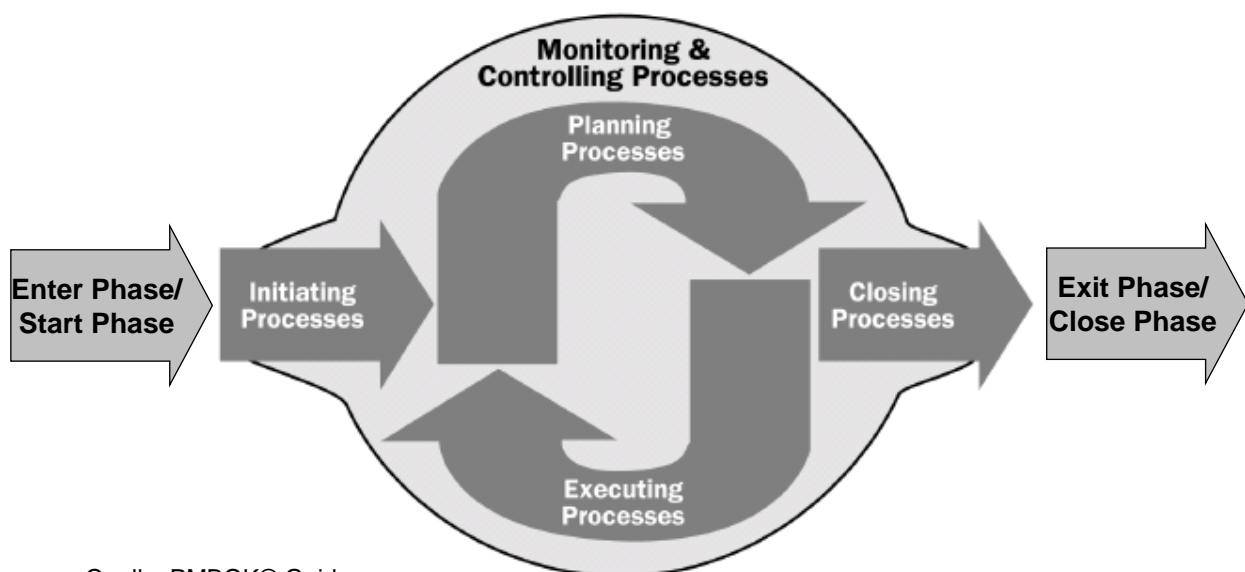 Monitoring &
Controlling Processes
Planning
Processes
Enter Phase/
Start Phase
Initiating
Processes
Closing
Processes
Exit Phase/
Close Phase
Executing
Processes